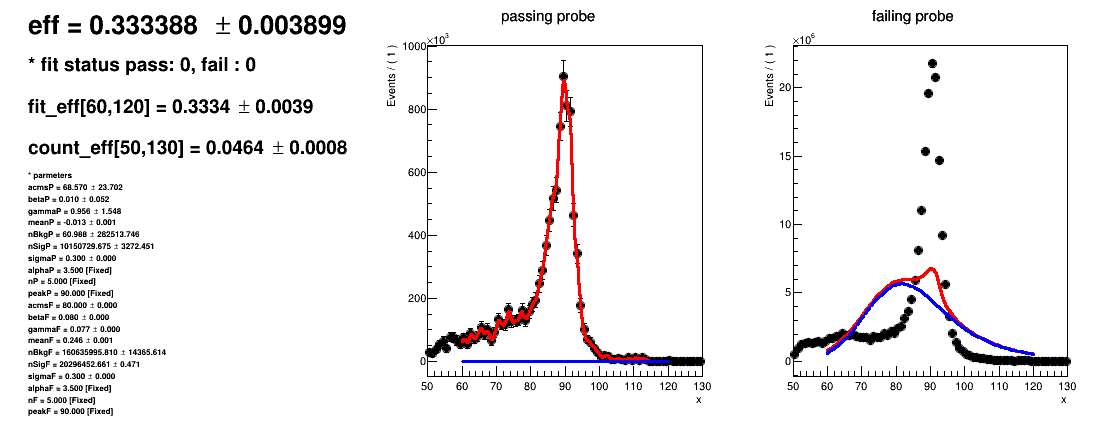 eff = 0.333388 ± 0.003899
* fit status pass: 0, fail : 0
fit_eff[60,120] = 0.3334 ± 0.0039
count_eff[50,130] = 0.0464 ± 0.0008
* parmeters
acmsP = 68.570 ± 23.702
betaP = 0.010 ± 0.052
gammaP = 0.956 ± 1.548
meanP = -0.013 ± 0.001
nBkgP = 60.988 ± 282513.746
nSigP = 10150729.675 ± 3272.451
sigmaP = 0.300 ± 0.000
alphaP = 3.500 [Fixed]
nP = 5.000 [Fixed]
peakP = 90.000 [Fixed]
acmsF = 80.000 ± 0.000
betaF = 0.080 ± 0.000
gammaF = 0.077 ± 0.000
meanF = 0.246 ± 0.001
nBkgF = 160635995.810 ± 14365.614
nSigF = 20296452.661 ± 0.471
sigmaF = 0.300 ± 0.000
alphaF = 3.500 [Fixed]
nF = 5.000 [Fixed]
peakF = 90.000 [Fixed]
passing probe
×10³
Events / ( 1 )
1000
800
600
400
200
0
50 60 70 80 90 100 110 120 130
x
failing probe
×10⁶
Events / ( 1 )
20
15
10
5
0
50 60 70 80 90 100 110 120 130
x